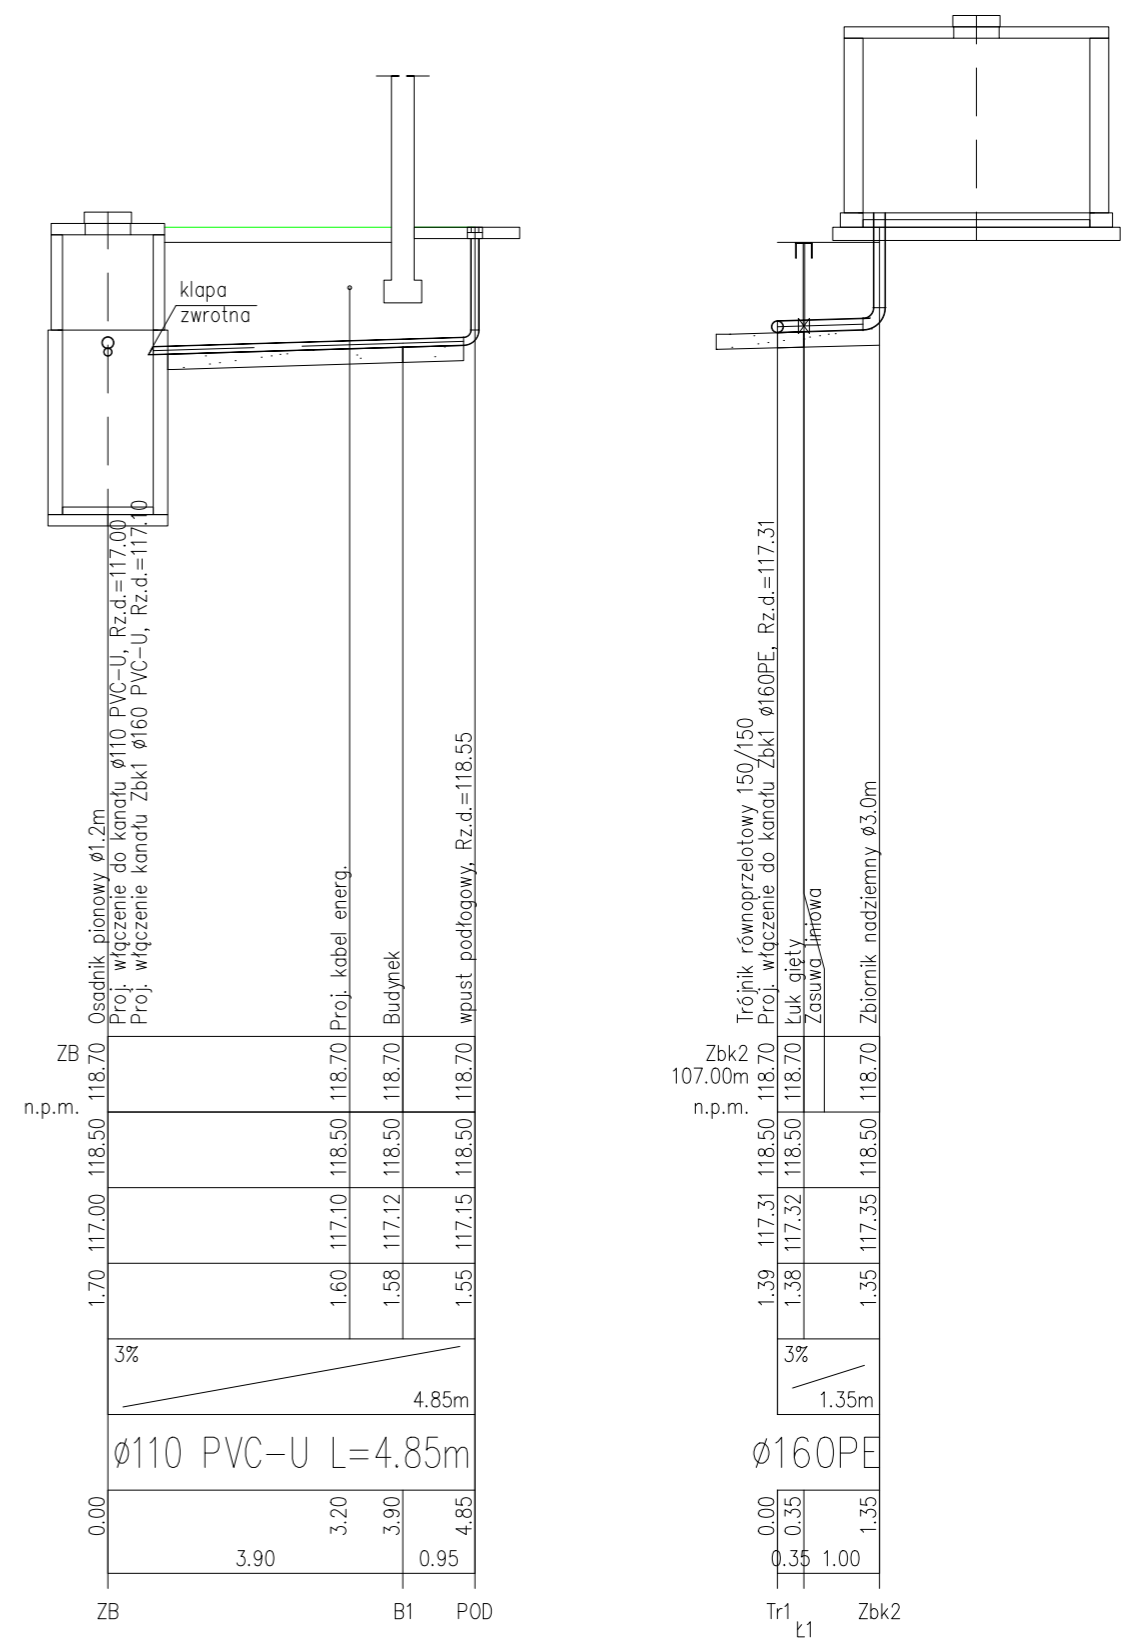 klapa
zwrotna
Osadnik pionowy ø1.2m
Proj. włączenie do kanału ø110 PVC-U, Rz.d.=117.00
Proj. włączenie kanału Zbk1 ø160 PVC-U, Rz.d.=117.10
Proj. kabel energ.
Budynek
wpust podłogowy, Rz.d.=118.55
ZB
n.p.m.
118.70
118.70
118.70
118.70
118.50
118.50
118.50
118.50
117.00
117.10
117.12
117.15
1.70
1.60
1.58
1.55
3%
4.85m
ø110 PVC-U L=4.85m
0.00
3.20
3.90
4.85
3.90
0.95
ZB
B1
POD
Trójnik równoprzelotowy 150/150
Proj. włączenie do kanału Zbk1 ø160PE, Rz.d.=117.31
Łuk gięty
Zasuwa liniowa
Zbiornik nadziemny ø3.0m
Zbk2
107.00m
n.p.m.
118.70
118.70
118.70
118.50
118.50
118.50
117.31
117.32
117.35
1.39
1.38
1.35
3%
1.35m
ø160PE
0.00
0.35
1.35
0.35
1.00
Tr1
Ł1
Zbk2